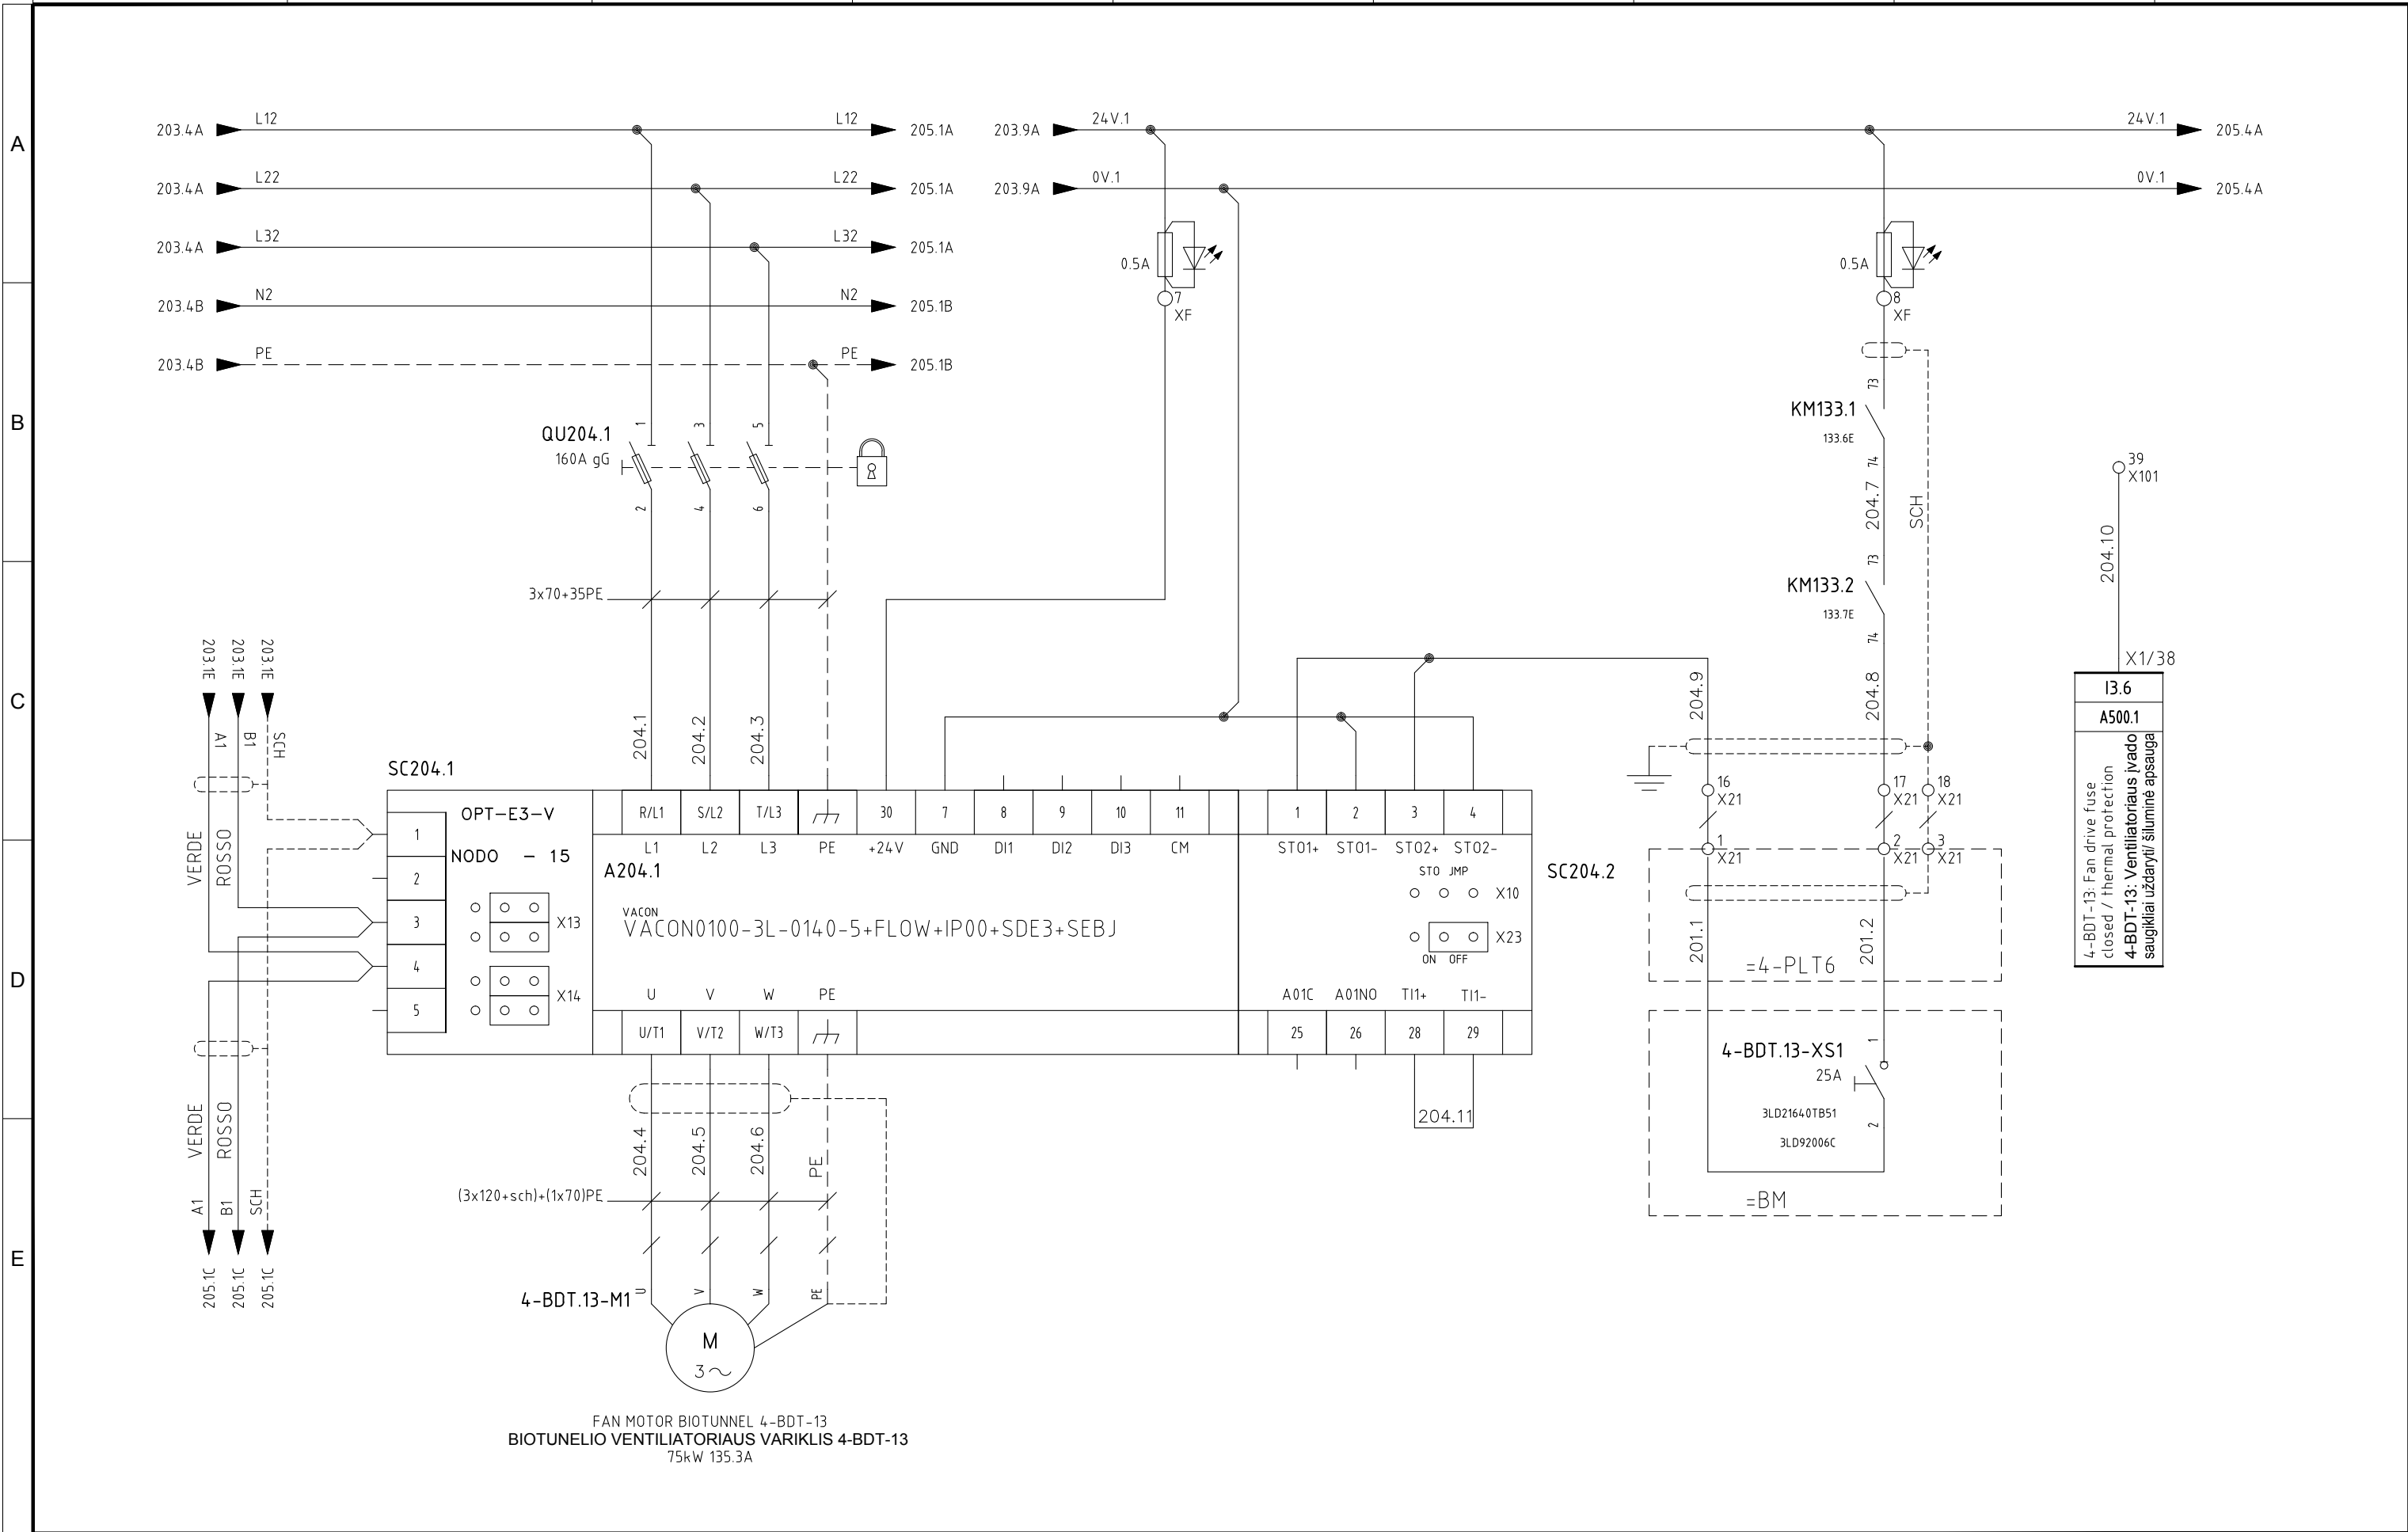 A
B
C
D
E
203.4A L12 L12 205.1A
203.4A L22 L22 205.1A
203.4A L32 L32 205.1A
203.4B N2 N2 205.1B
203.4B PE PE 205.1B
203.9A 24V.1 24V.1 205.4A
203.9A 0V.1 0V.1 205.4A
0.5A
7
XF
0.5A
8
XF
QU204.1
160A gG
1 3 5
2 4 6
3x70+35PE
73
KM133.1
133.6E
74
204.7
SCH
73
KM133.2
133.7E
74
204.8
204.9
39
X101
204.10
X1/38
I3.6
A500.1
4-BDT-13: Fan drive fuse
closed / thermal protection
4-BDT-13: Ventiliatoriaus įvado
saugikliai uždaryti/ šiluminė apsauga
203.1E 203.1E 203.1E
A1 B1 SCH
VERDE ROSSO
204.1 204.2 204.3
SC204.1
OPT-E3-V
NODO - 15
1
2
3
4
5
X13
X14
R/L1 S/L2 T/L3 30 7 8 9 10 11 1 2 3 4
L1 L2 L3 PE +24V GND DI1 DI2 DI3 CM STO1+ STO1- STO2+ STO2-
A204.1
VACON
VACON0100-3L-0140-5+FLOW+IP00+SDE3+SEBJ
STO JMP
X10
X23
ON OFF
SC204.2
U V W PE A01C A01NO TI1+ TI1-
U/T1 V/T2 W/T3 25 26 28 29
204.11
16
X21
17
X21
18
X21
1
X21
2
X21
3
X21
201.1 201.2
=4-PLT6
4-BDT.13-XS1
25A
3LD21640TB51
3LD92006C
1
2
=BM
VERDE ROSSO
A1 B1 SCH
205.1C 205.1C 205.1C
204.4 204.5 204.6 PE
(3x120+sch)+(1x70)PE
4-BDT.13-M1
U V W PE
M
3~
FAN MOTOR BIOTUNNEL 4-BDT-13
BIOTUNELIO VENTILIATORIAUS VARIKLIS 4-BDT-13
75kW 135.3A